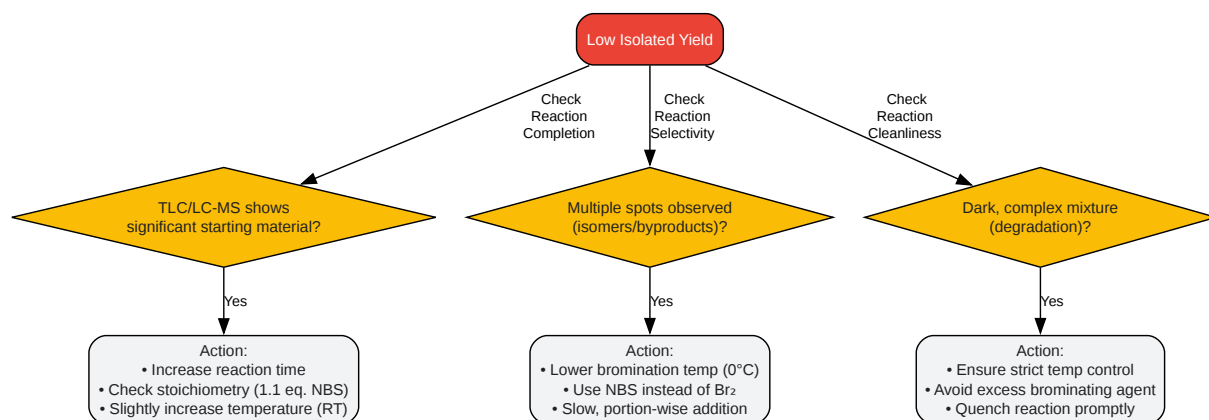 Low Isolated Yield
Check
Reaction
Completion
Check
Reaction
Selectivity
Check
Reaction
Cleanliness
TLC/LC-MS shows
significant starting material?
Multiple spots observed
(isomers/byproducts)?
Dark, complex mixture
(degradation)?
Yes
Yes
Yes
Action:
• Increase reaction time
• Check stoichiometry (1.1 eq. NBS)
• Slightly increase temperature (RT)
Action:
• Lower bromination temp (0°C)
• Use NBS instead of Br₂
• Slow, portion-wise addition
Action:
• Ensure strict temp control
• Avoid excess brominating agent
• Quench reaction promptly